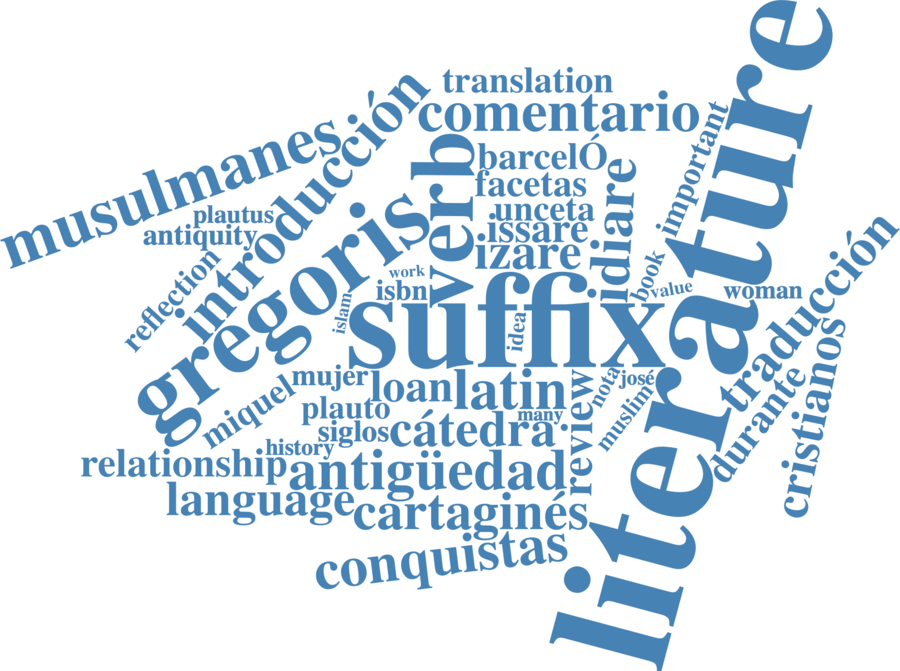 translation
comentario
literature
important
musulmanes
introducción
verb
barcelÓ
facetas
plautus
antiquity
unceta
issare
izare
idiare
gregoris
reflection
work
isbn
islam
suffix
idea
book
value
woman
traducción
mujer
loan
latin
josé
nota
muslim
miquel
plauto
many
siglos
cátedra
review
durante
cristianos
history
relationship
antigüedad
language
cartaginés
conquistas